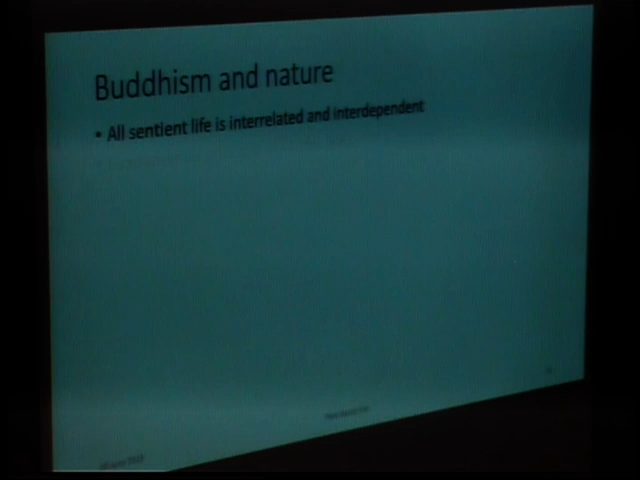 Buddhism and nature
• All sentient life is interrelated and interdependent